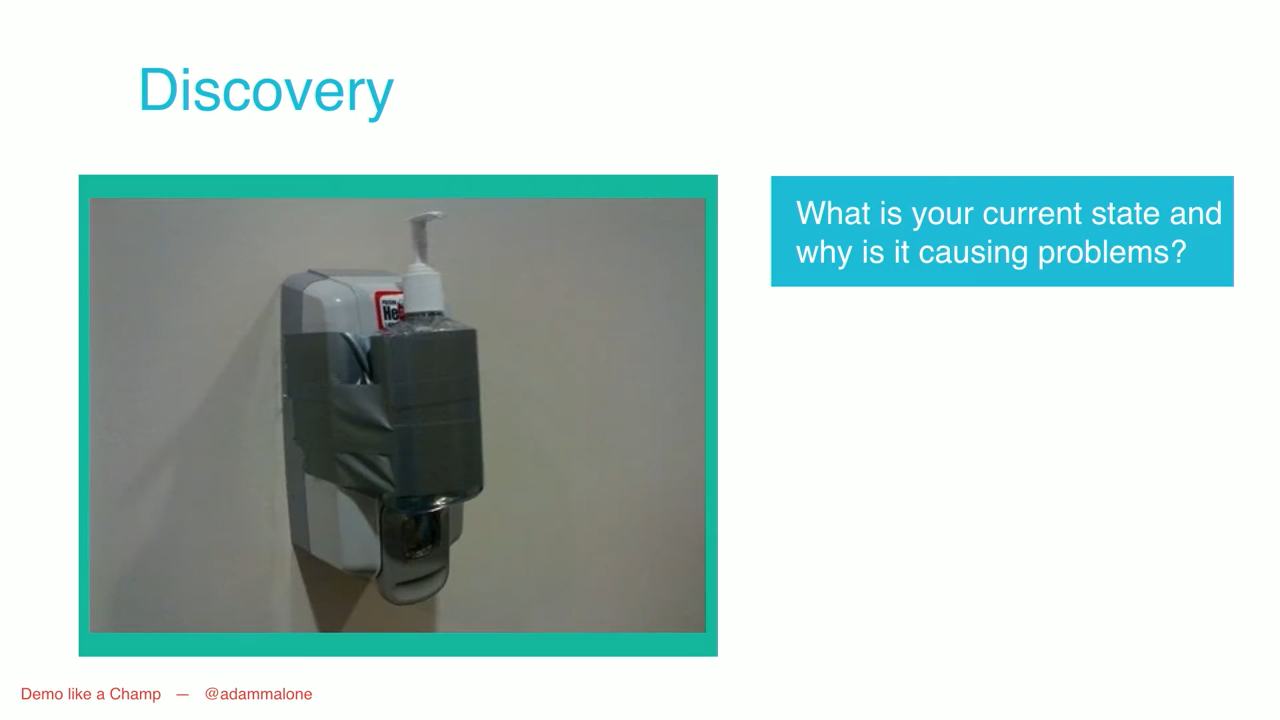 Discovery
What is your current state and
why is it causing problems?
Demo like a Champ — @adammalone